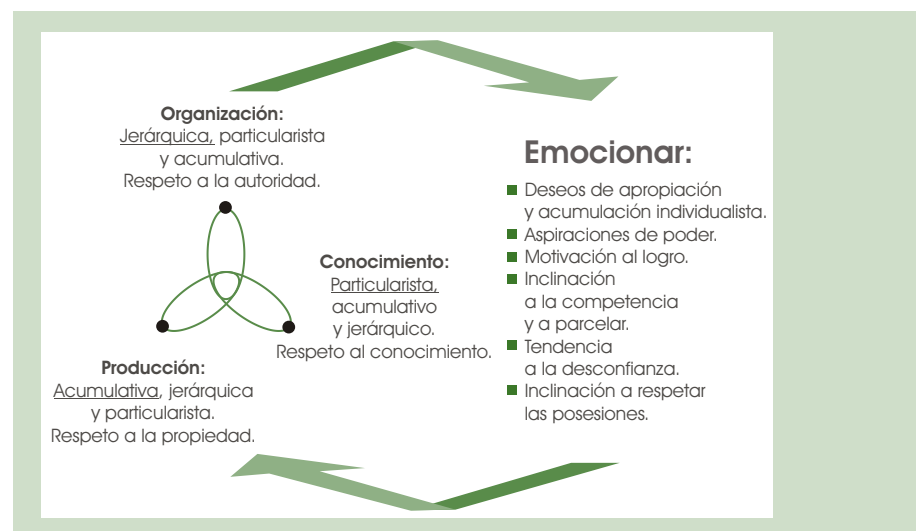 Organización:
Jerárquica, particularista
y acumulativa.
Respeto a la autoridad.
Conocimiento:
Particularista,
acumulativo
y jerárquico.
Respeto al conocimiento.
Producción:
Acumulativa, jerárquica
y particularista.
Respeto a la propiedad.
Emocionar:
Deseos de apropiación
y acumulación individualista.
Aspiraciones de poder.
Motivación al logro.
Inclinación
a la competencia
y a parcelar.
Tendencia
a la desconfianza.
Inclinación a respetar
las posesiones.